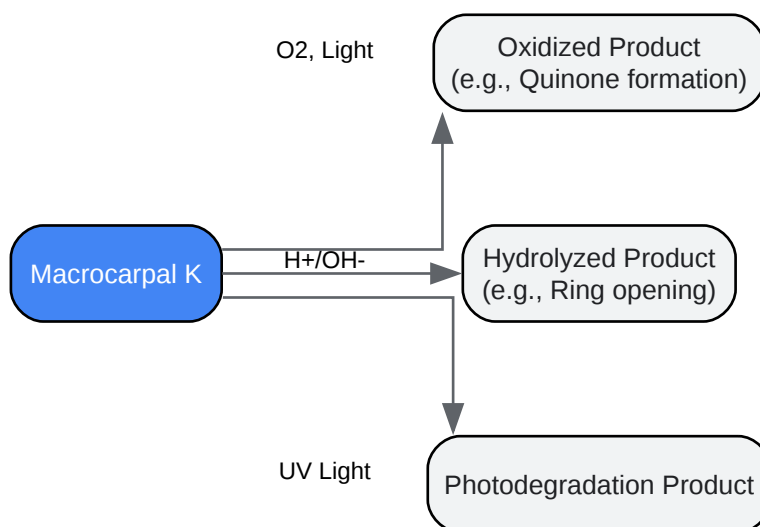 O2, Light
Oxidized Product
(e.g., Quinone formation)
Macrocarpal K
H+/OH-
Hydrolyzed Product
(e.g., Ring opening)
UV Light
Photodegradation Product